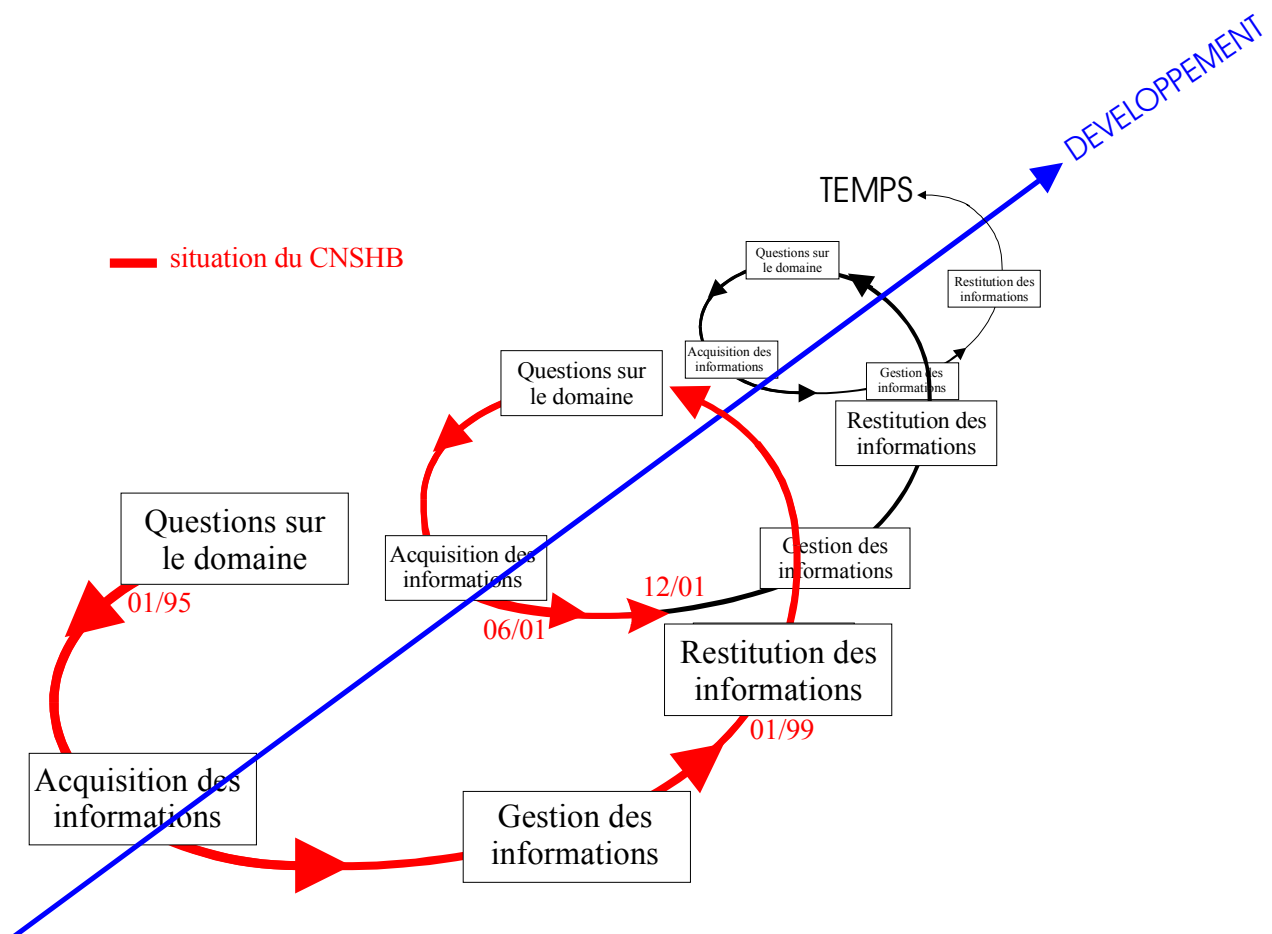 DEVELOPPEMENT
TEMPS
situation du CNSHB
Questions sur
le domaine
Restitution des
informations
Acquisition des
informations
Gestion des
informations
Questions sur
le domaine
Restitution des
informations
Questions sur
le domaine
01/95
Acquisition des
informations
Gestion des
informations
12/01
06/01
Restitution des
informations
01/99
Acquisition des
informations
Gestion des
informations